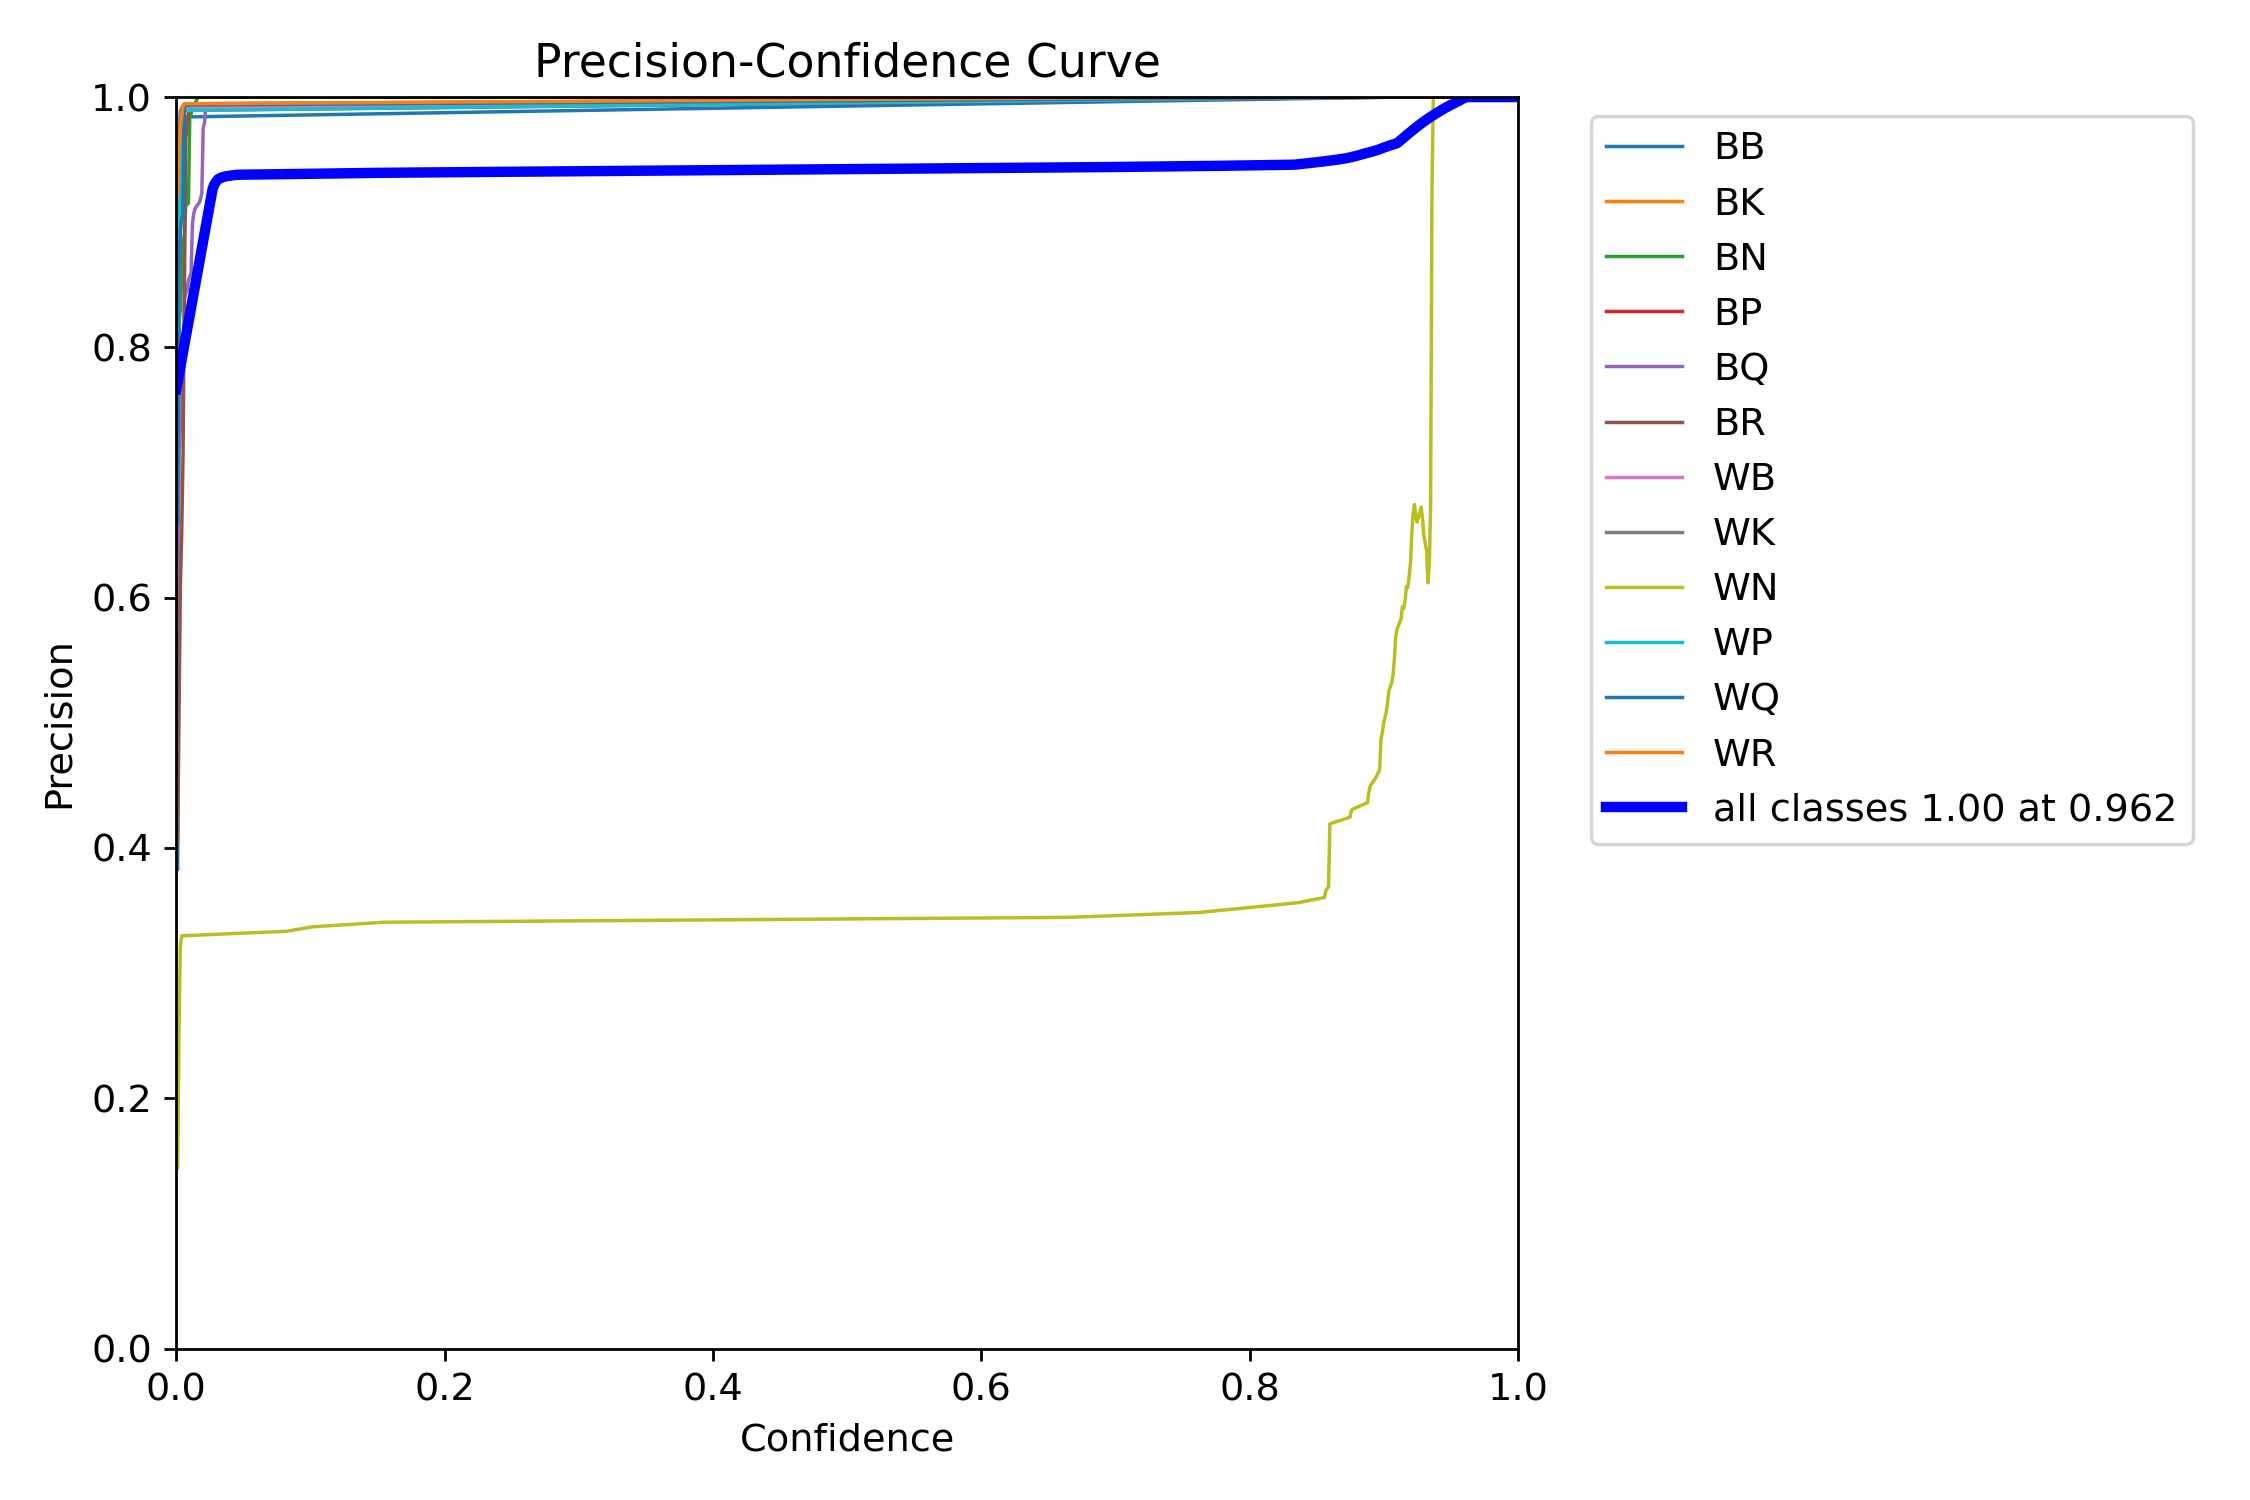 Precision-Confidence Curve
1.0
0.8
0.6
0.4
0.2
0.0
Precision
0.0 0.2 0.4 0.6 0.8 1.0
Confidence
BB
BK
BN
BP
BQ
BR
WB
WK
WN
WP
WQ
WR
all classes 1.00 at 0.962